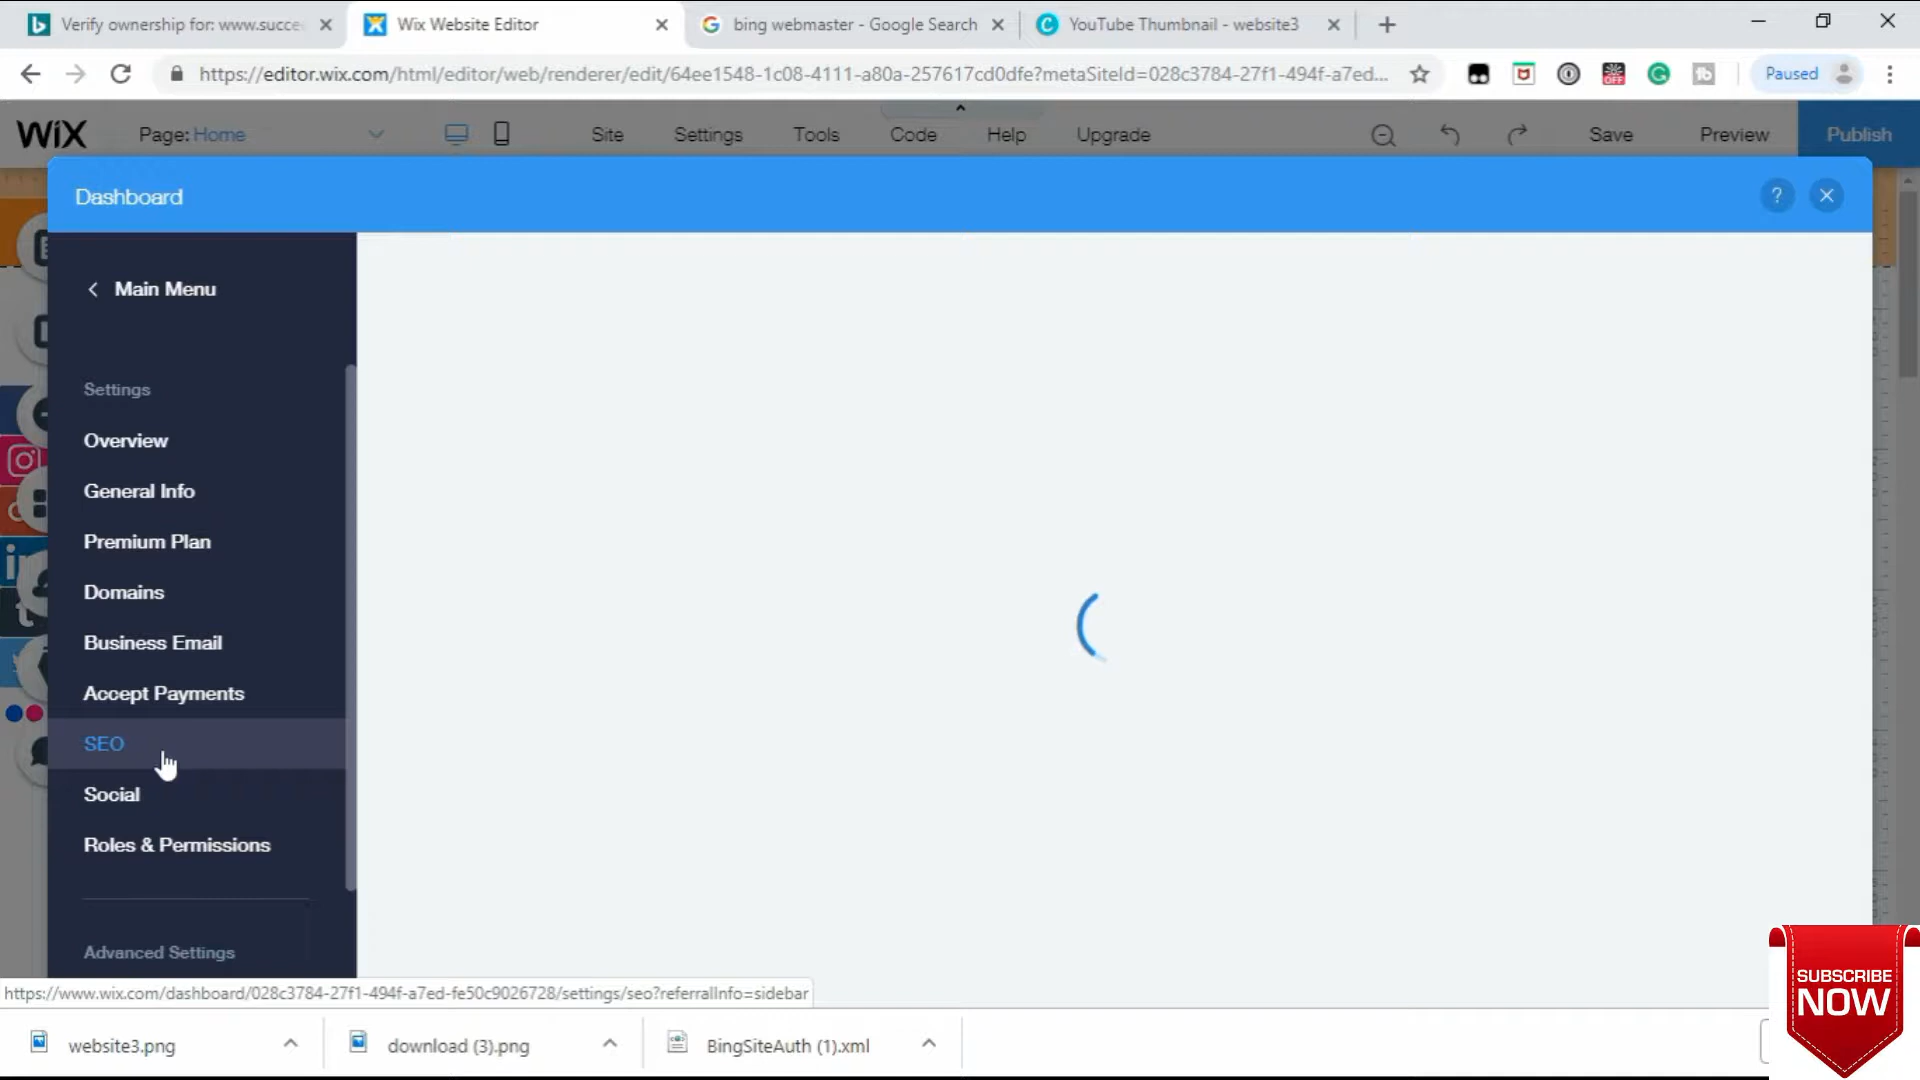 Verify ownership for: www.succe
Wix Website Editor
bing webmaster - Google Search
YouTube Thumbnail - website3
https://editor.wix.com/html/editor/web/renderer/edit/64ee1548-1c08-4111-a80a-257617cd0dfe?metaSiteId=028c3784-27f1-494f-a7ed...
Paused
WiX
Page: Home
Site
Settings
Tools
Code
Help
Upgrade
Save
Preview
Publish
Dashboard
?
Main Menu
Settings
Overview
General Info
Premium Plan
Domains
Business Email
Accept Payments
SEO
Social
Roles & Permissions
Advanced Settings
https://www.wix.com/dashboard/028c3784-27f1-494f-a7ed-fe50c9026728/settings/seo?referralInfo=sidebar
website3.png
download (3).png
BingSiteAuth (1).xml
SUBSCRIBE
NOW